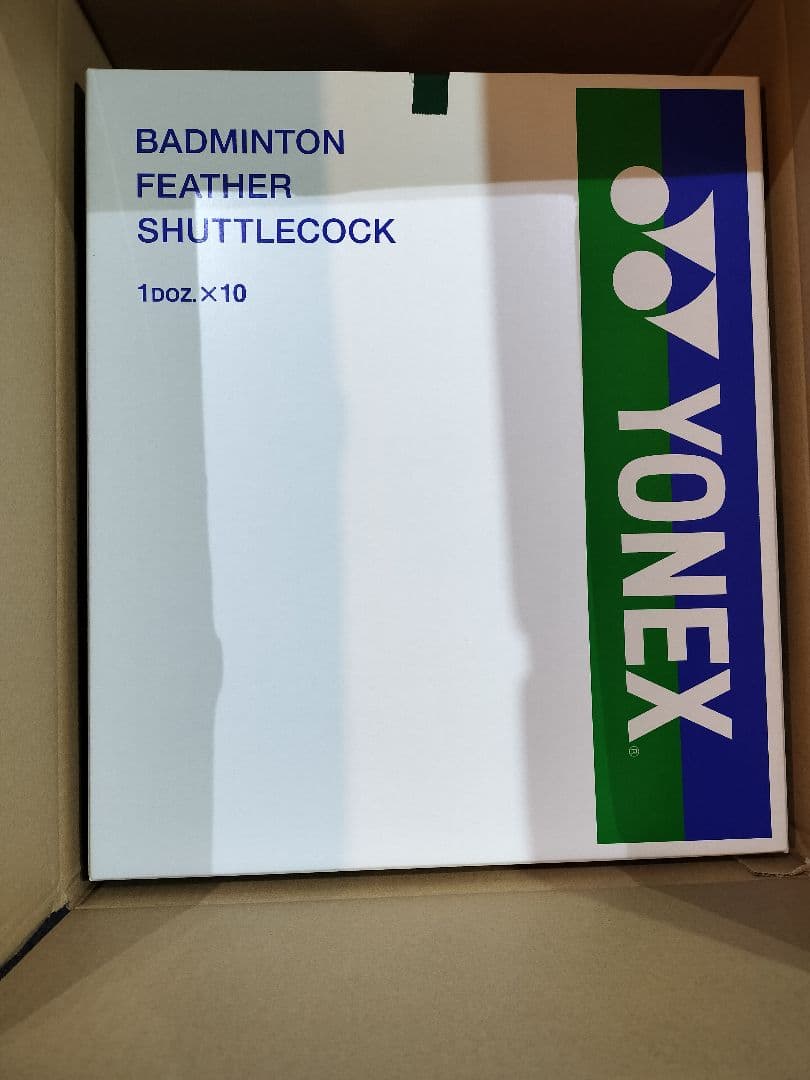 BADMINTON
FEATHER
SHUTTLECOCK
1DOZ.×10
YONEX®